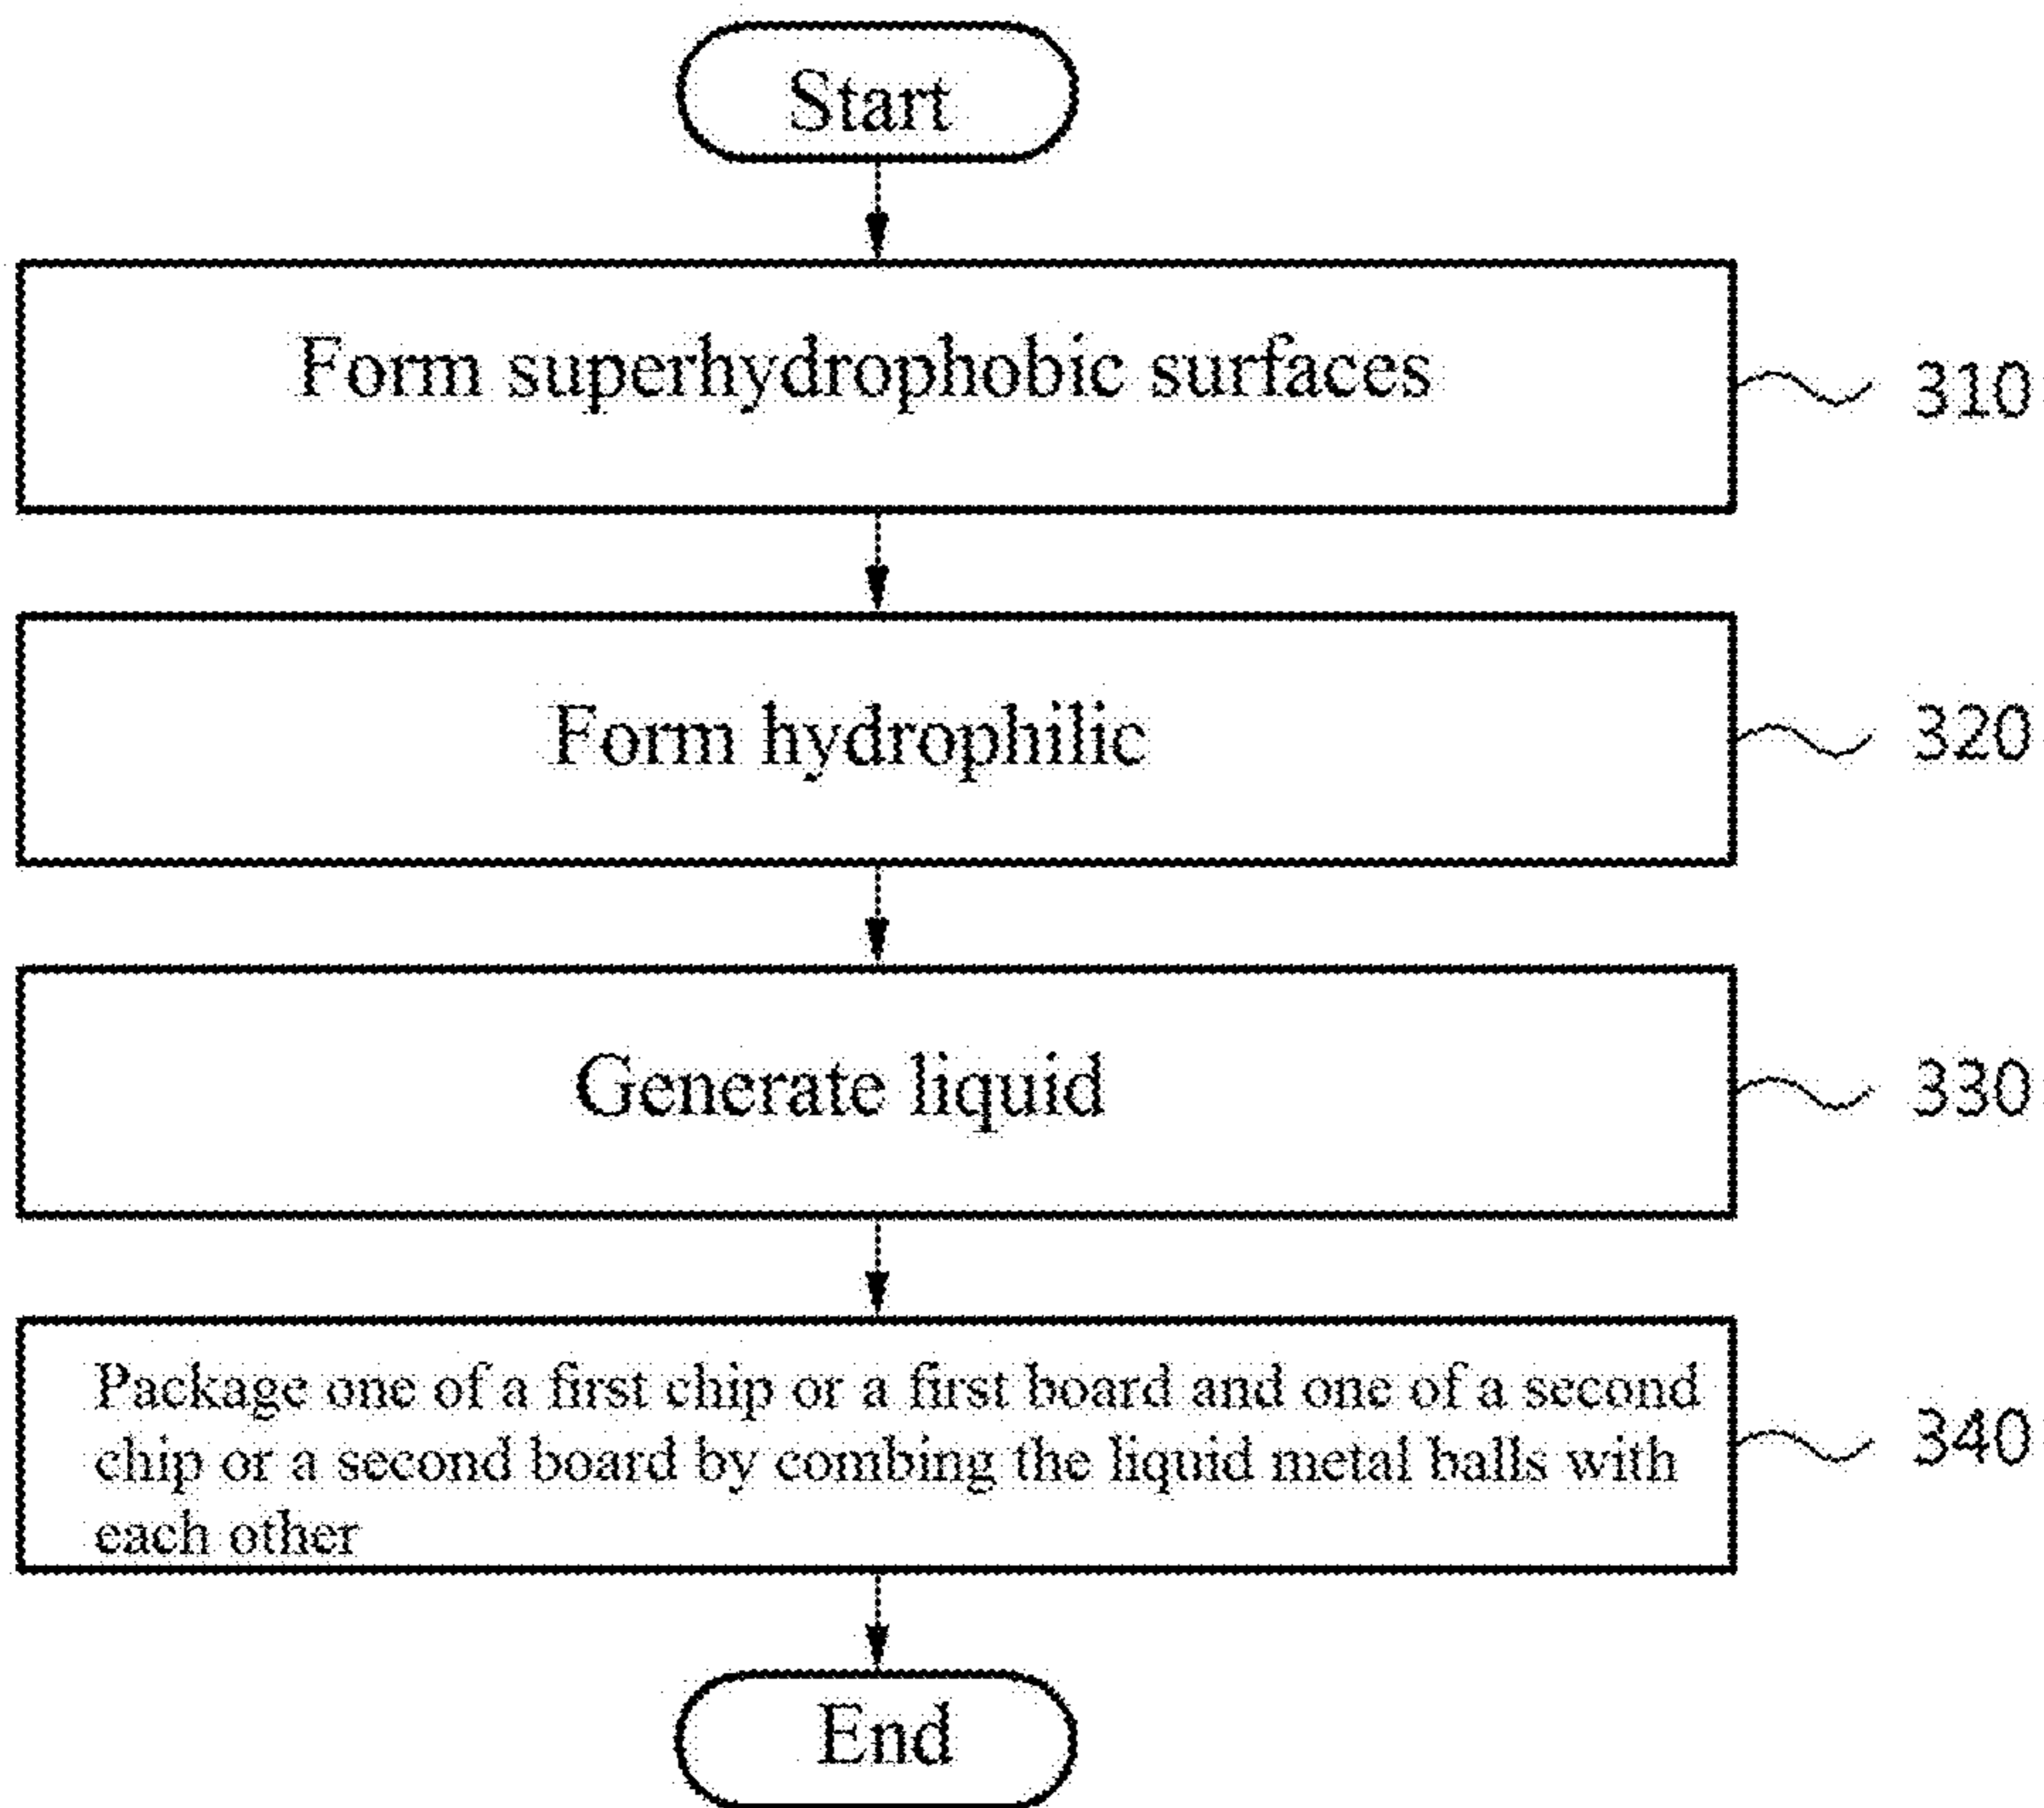 Start
Form superhydrophobic surfaces
310
Form hydrophilic
320
Generate liquid
330
Package one of a first chip or a first board and one of a second
chip or a second board by combing the liquid metal balls with
each other
340
End